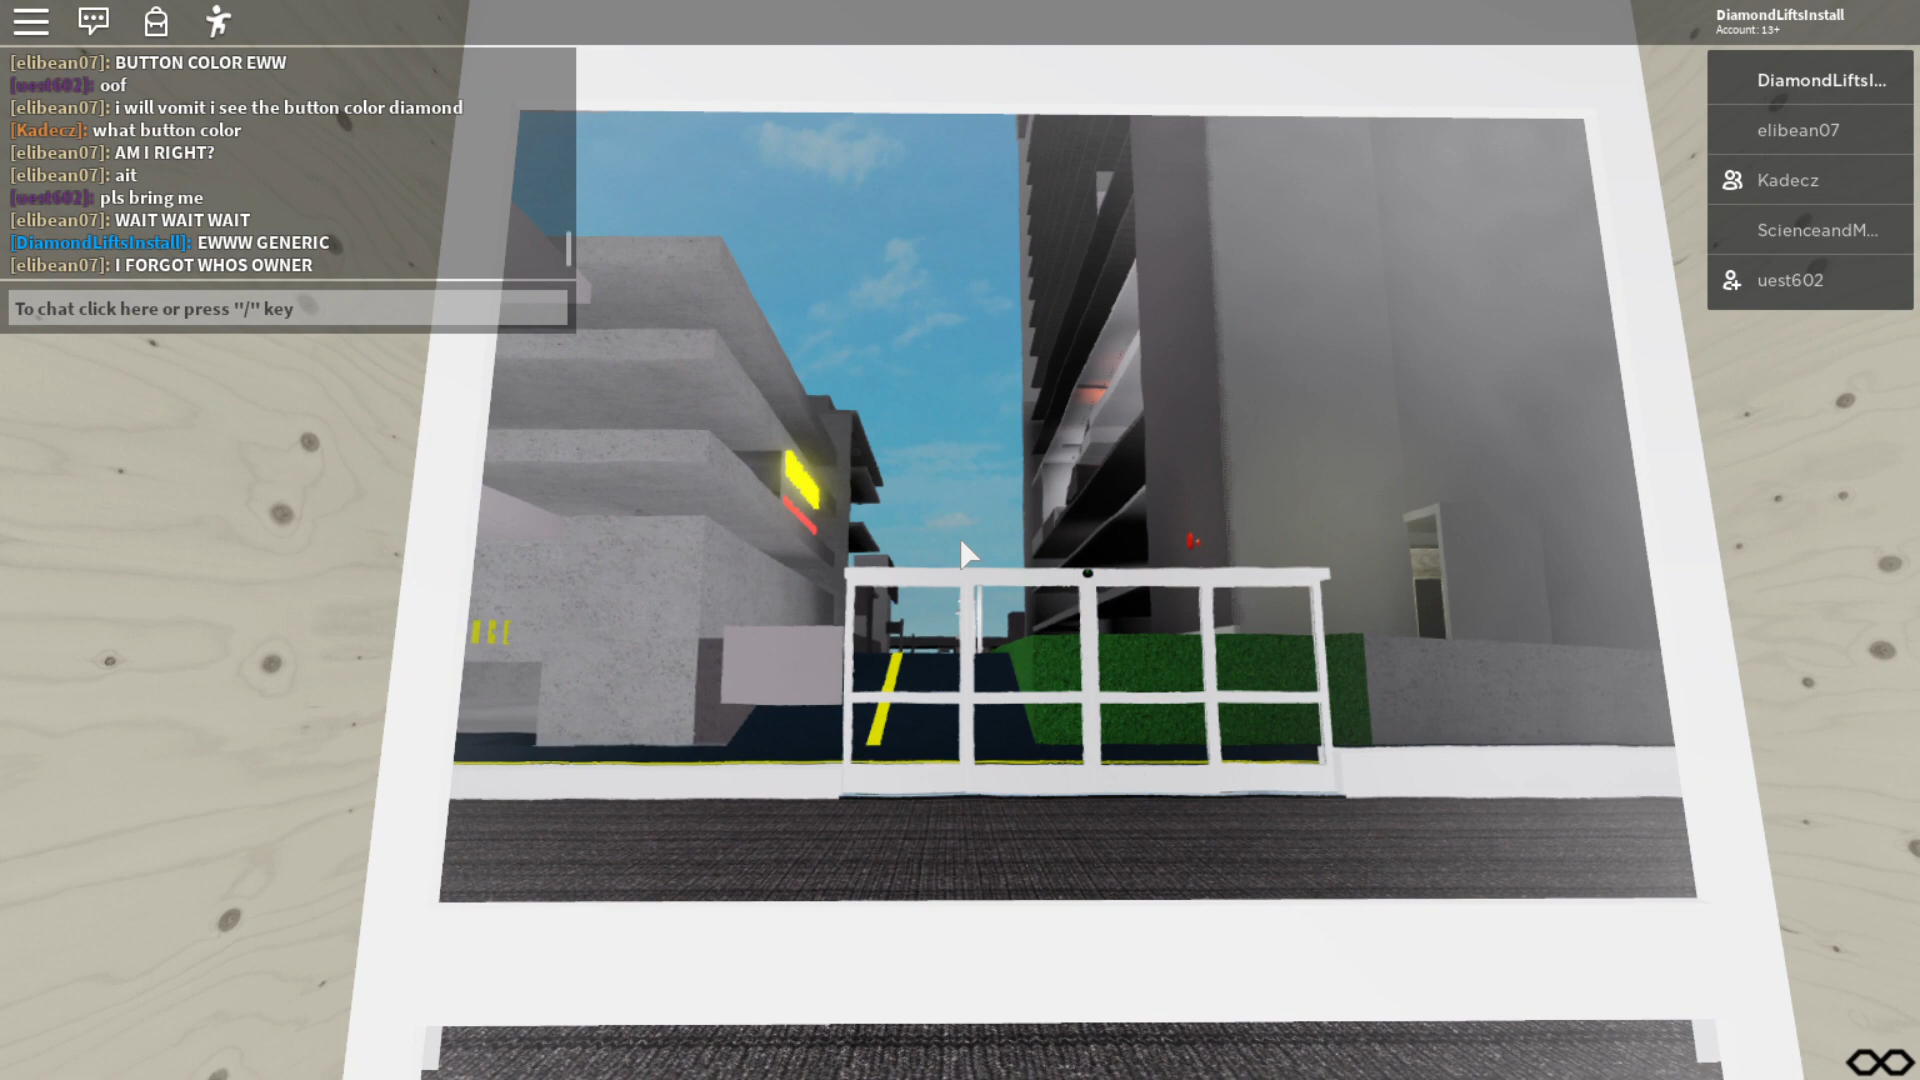 DiamondLiftsInstall
Account: 13+
[elibean07]: BUTTON COLOR EWW
[uest602]: oof
[elibean07]: i will vomit i see the button color diamond
[Kadecz]: what button color
[elibean07]: AM I RIGHT?
[elibean07]: ait
[uest602]: pls bring me
[elibean07]: WAIT WAIT WAIT
[DiamondLiftsInstall]: EWWW GENERIC
[elibean07]: I FORGOT WHOS OWNER
To chat click here or press "/" key
DiamondLiftsI...
elibean07
Kadecz
ScienceandM...
uest602